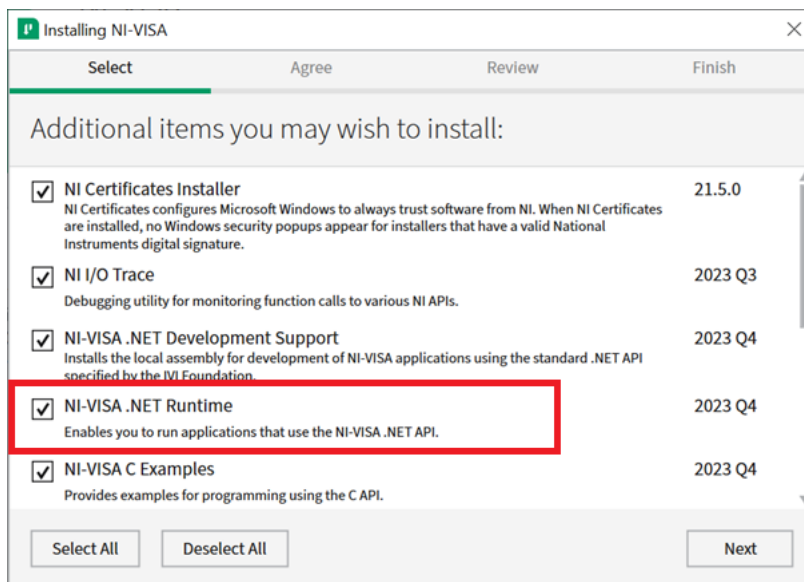 Installing NI-VISA
Select
Agree
Review
Finish
Additional items you may wish to install:
NI Certificates Installer
21.5.0
NI Certificates configures Microsoft Windows to always trust software from NI. When NI Certificates
are installed, no Windows security popups appear for installers that have a valid National
Instruments digital signature.
NI I/O Trace
2023 Q3
Debugging utility for monitoring function calls to various NI APIs.
NI-VISA .NET Development Support
2023 Q4
Installs the local assembly for development of NI-VISA applications using the standard .NET API
specified by the IVI Foundation.
NI-VISA .NET Runtime
2023 Q4
Enables you to run applications that use the NI-VISA .NET API.
NI-VISA C Examples
2023 Q4
Provides examples for programming using the C API.
Select All
Deselect All
Next